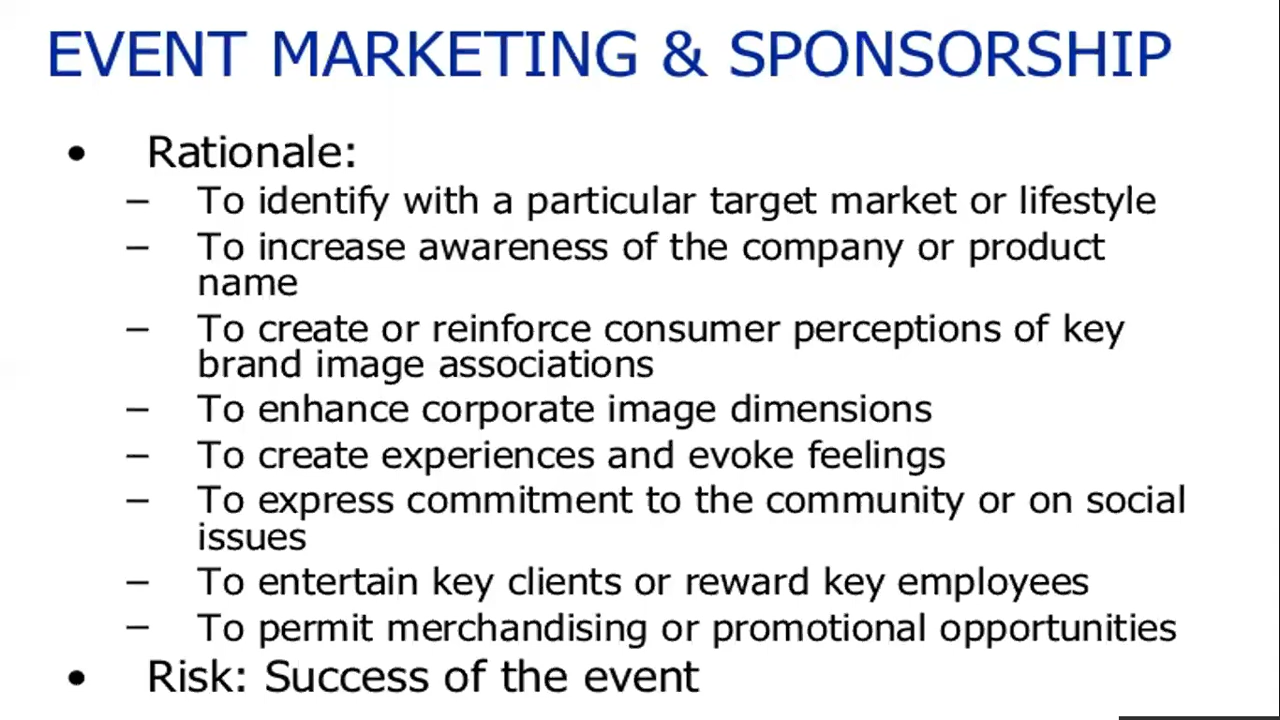 EVENT MARKETING & SPONSORSHIP
• Rationale:
– To identify with a particular target market or lifestyle
– To increase awareness of the company or product
name
– To create or reinforce consumer perceptions of key
brand image associations
– To enhance corporate image dimensions
– To create experiences and evoke feelings
– To express commitment to the community or on social
issues
– To entertain key clients or reward key employees
– To permit merchandising or promotional opportunities
• Risk: Success of the event